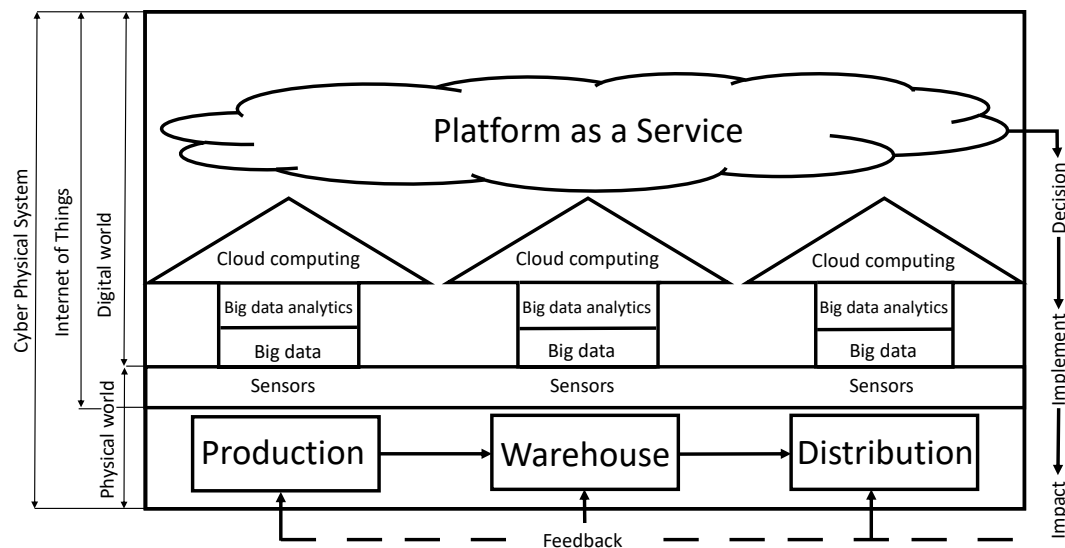 Cyber Physical System
Internet of Things
Digital world
Physical world
Platform as a Service
Cloud computing
Cloud computing
Cloud computing
Big data analytics
Big data analytics
Big data analytics
Big data
Big data
Big data
Sensors
Sensors
Sensors
Production
Warehouse
Distribution
Decision
Implement
Impact
Feedback